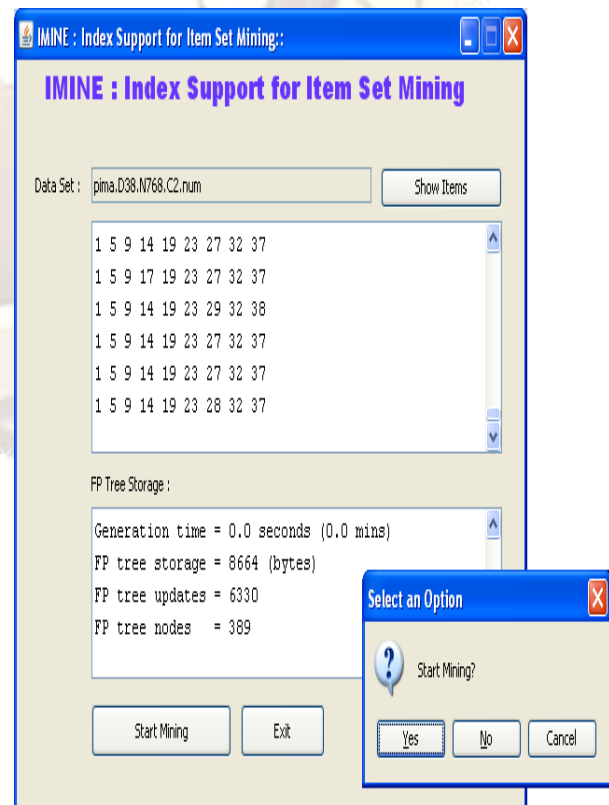 IMINE : Index Support for Item Set Mining::
IMINE : Index Support for Item Set Mining
Data Set : pima.D38.N768.C2.num Show Items
1 5 9 14 19 23 27 32 37
1 5 9 17 19 23 27 32 37
1 5 9 14 19 23 29 32 38
1 5 9 14 19 23 27 32 37
1 5 9 14 19 23 27 32 37
1 5 9 14 19 23 28 32 37
FP Tree Storage :
Generation time = 0.0 seconds (0.0 mins)
FP tree storage = 8664 (bytes)
FP tree updates = 6330
FP tree nodes = 389
Start Mining Exit
Select an Option
Start Mining?
Yes No Cancel